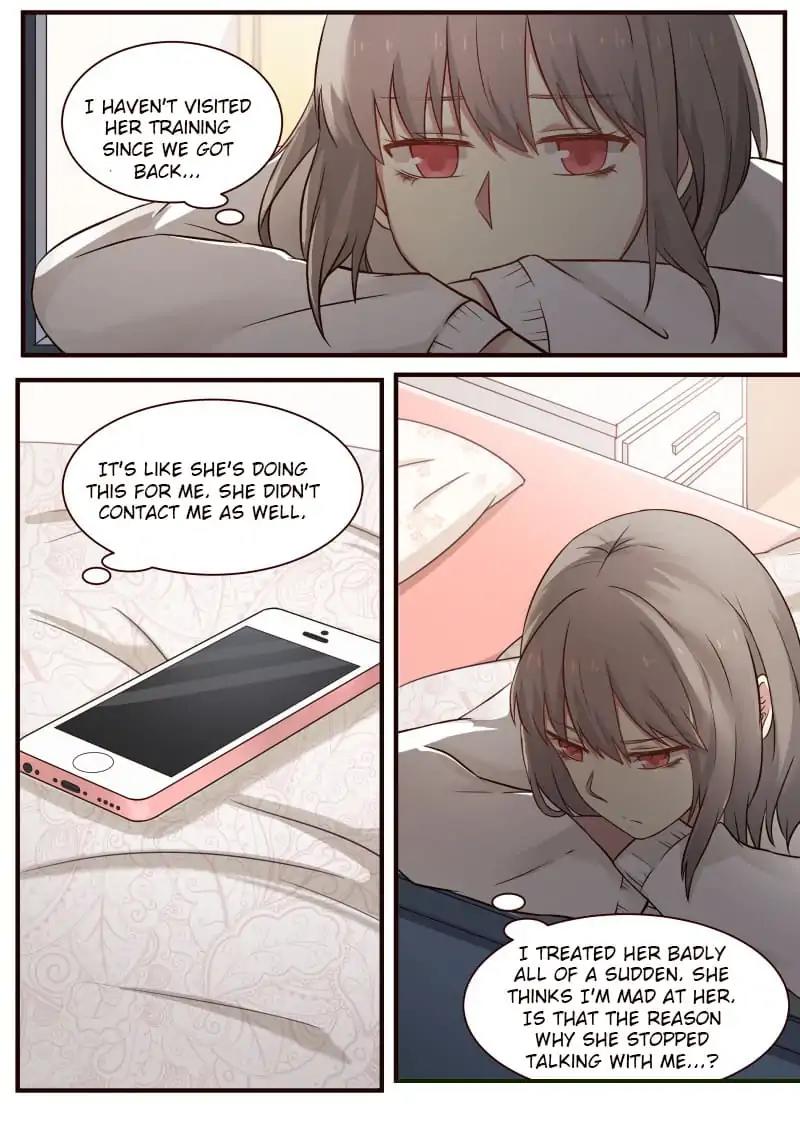 I HAVEN'T VISITED
HER TRAINING
SINCE WE GOT
BACK...
IT'S LIKE SHE'S DOING
THIS FOR ME. SHE DIDN'T
CONTACT ME AS WELL.
I TREATED HER BADLY
ALL OF A SUDDEN. SHE
THINKS I'M MAD AT HER.
IS THAT THE REASON
WHY SHE STOPPED
TALKING WITH ME...?